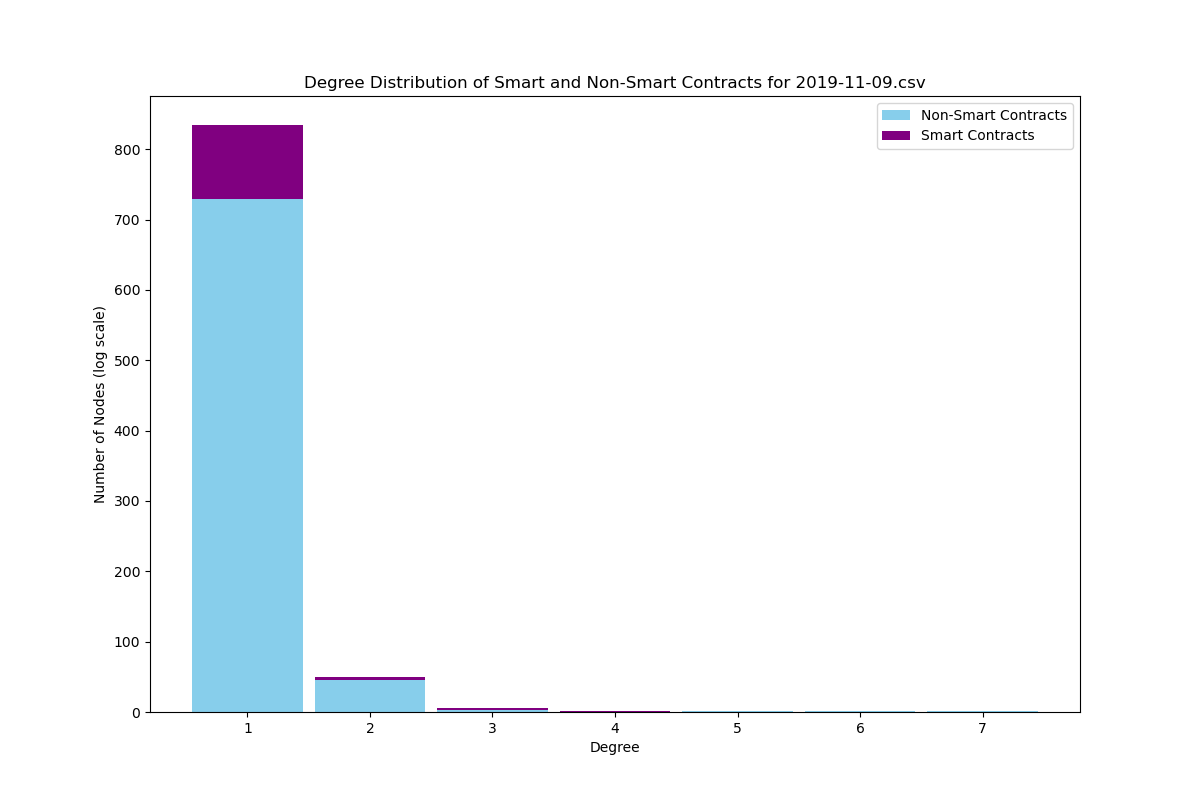 Degree Distribution of Smart and Non-Smart Contracts for 2019-11-09.csv
Non-Smart Contracts
Smart Contracts
800
700
600
500
400
300
200
100
0
Number of Nodes (log scale)
1 2 3 4 5 6 7
Degree